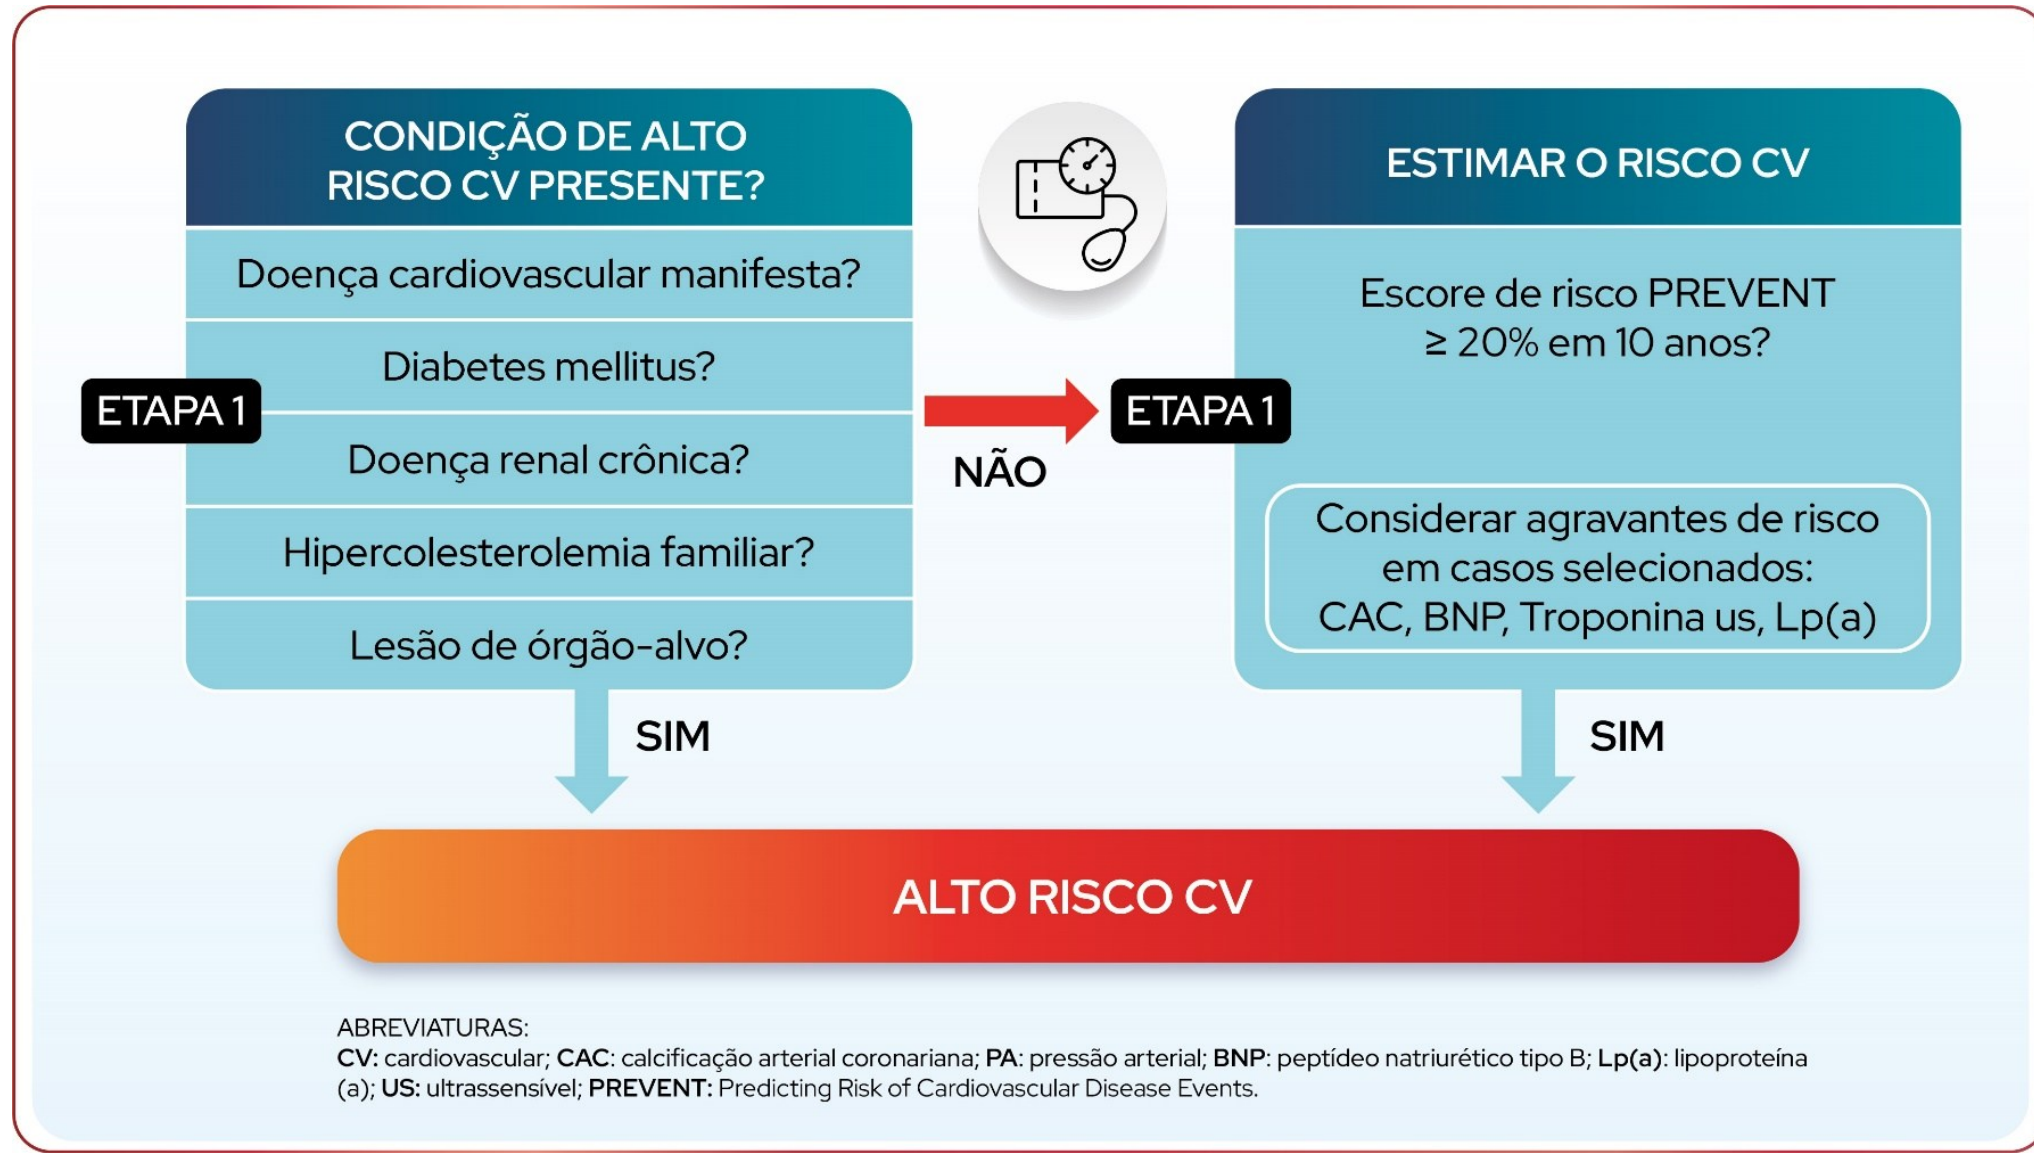 CONDIÇÃO DE ALTO
RISCO CV PRESENTE?
Doença cardiovascular manifesta?
Diabetes mellitus?
ETAPA 1
Doença renal crônica?
Hipercolesterolemia familiar?
Lesão de órgão-alvo?
SIM
NÃO
ESTIMAR O RISCO CV
Escore de risco PREVENT
≥ 20% em 10 anos?
ETAPA 1
Considerar agravantes de risco
em casos selecionados:
CAC, BNP, Troponina us, Lp(a)
SIM
ALTO RISCO CV
ABREVIATURAS:
CV: cardiovascular; CAC: calcificação arterial coronariana; PA: pressão arterial; BNP: peptídeo natriurético tipo B; Lp(a): lipoproteína
(a); US: ultrassensível; PREVENT: Predicting Risk of Cardiovascular Disease Events.